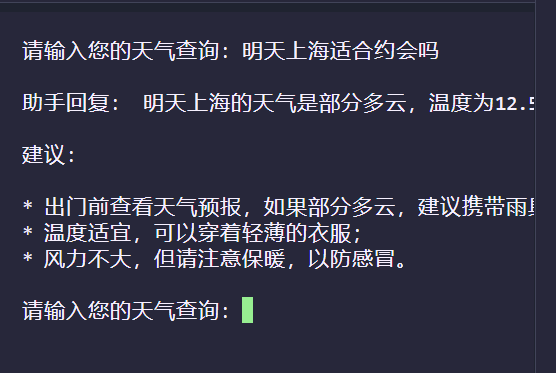 请输入您的天气查询：明天上海适合约会吗
助手回复： 明天上海的天气是部分多云，温度为12.5
建议：
* 出门前查看天气预报，如果部分多云，建议携带雨
* 温度适宜，可以穿着轻薄的衣服；
* 风力不大，但请注意保暖，以防感冒。
请输入您的天气查询：